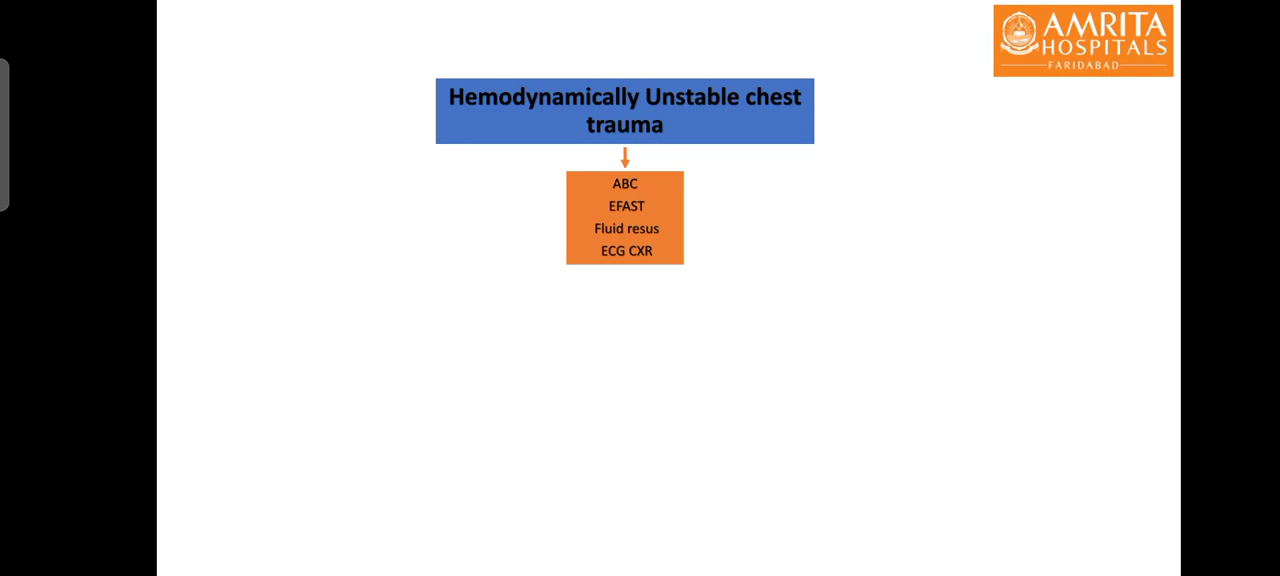 AMRITA
HOSPITALS
FARIDABAD
Hemodynamically Unstable chest
trauma
ABC
EFAST
Fluid resus
ECG CXR